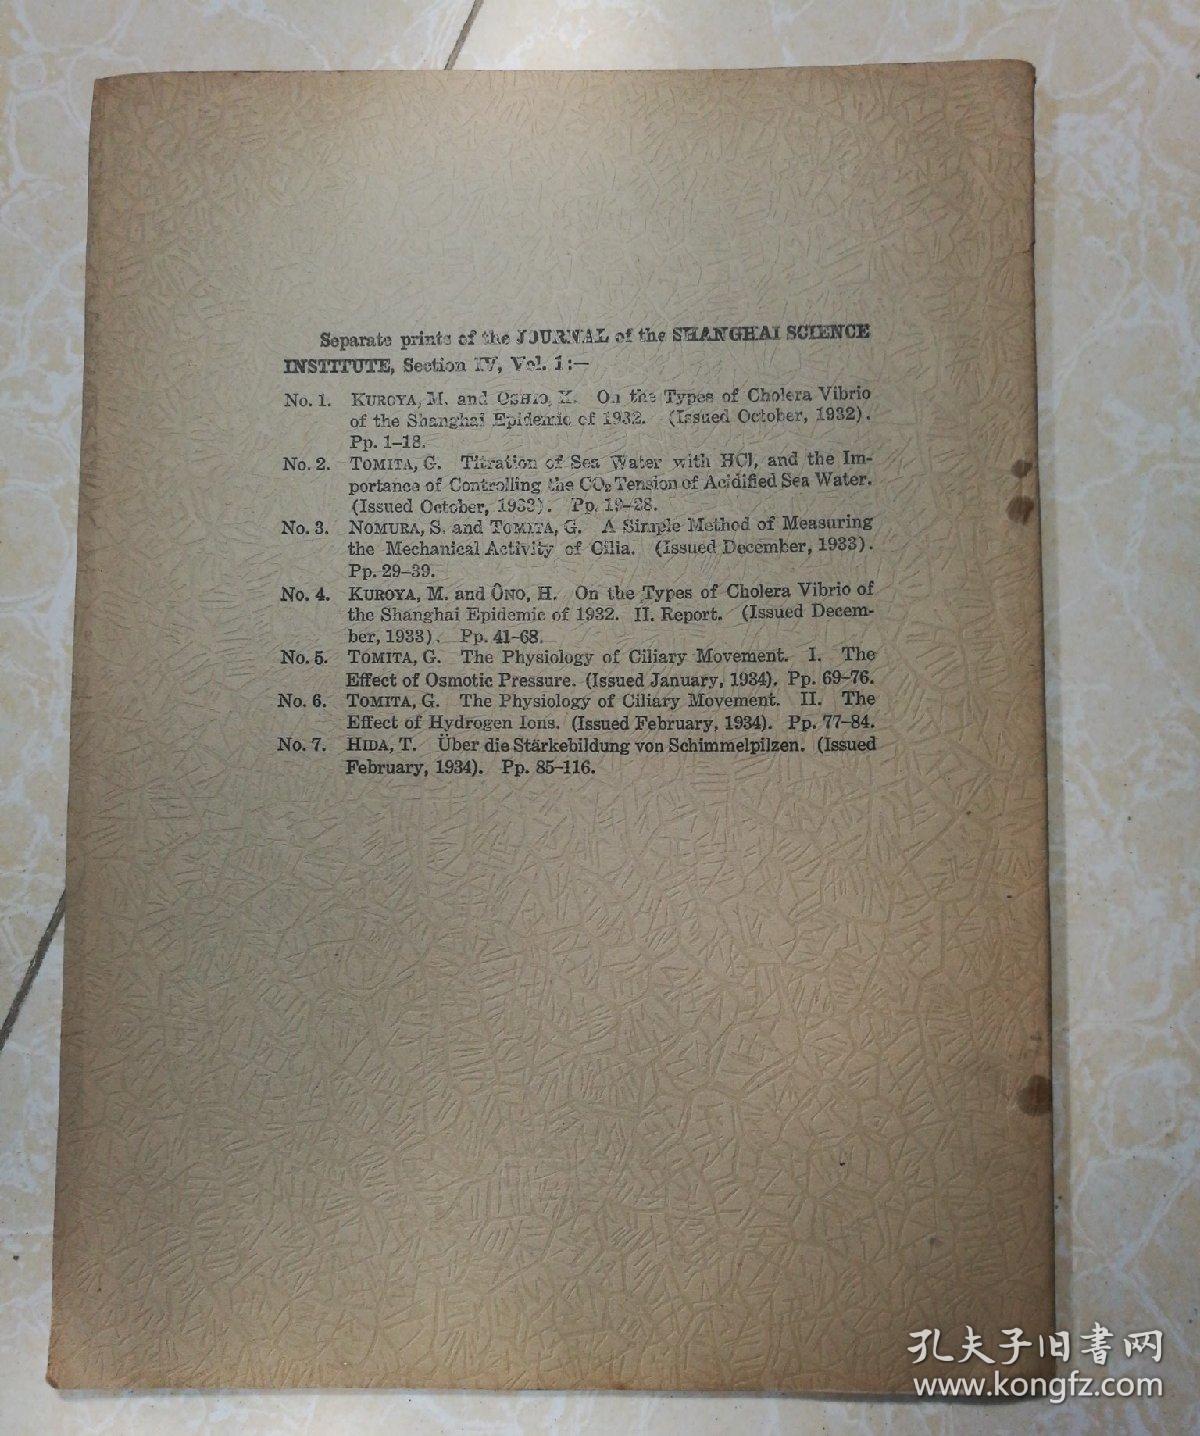 Separate prints of the JOURNAL of the SHANGHAI SCIENCE
INSTITUTE, Section IV, Vol. 1:—
No. 1. KUROYA, M. and OSHIO, K. On the Types of Cholera Vibrio
of the Shanghai Epidemic of 1932. (Issued October, 1932).
Pp. 1–18.
No. 2. TOMITA, G. Titration of Sea Water with HCl, and the Im-
portance of Controlling the CO₂ Tension of Acidified Sea Water.
(Issued October, 1933). Pp. 19–28.
No. 3. NOMURA, S. and TOMITA, G. A Simple Method of Measuring
the Mechanical Activity of Cilia. (Issued December, 1933).
Pp. 29–39.
No. 4. KUROYA, M. and ÔNO, H. On the Types of Cholera Vibrio of
the Shanghai Epidemic of 1932. II. Report. (Issued Decem-
ber, 1933). Pp. 41–68.
No. 5. TOMITA, G. The Physiology of Ciliary Movement. I. The
Effect of Osmotic Pressure. (Issued January, 1934). Pp. 69–76.
No. 6. TOMITA, G. The Physiology of Ciliary Movement. II. The
Effect of Hydrogen Ions. (Issued February, 1934). Pp. 77–84.
No. 7. HIDA, T. Über die Stärkebildung von Schimmelpilzen. (Issued
February, 1934). Pp. 85–116.
孔夫子旧书网
www.kongfz.com